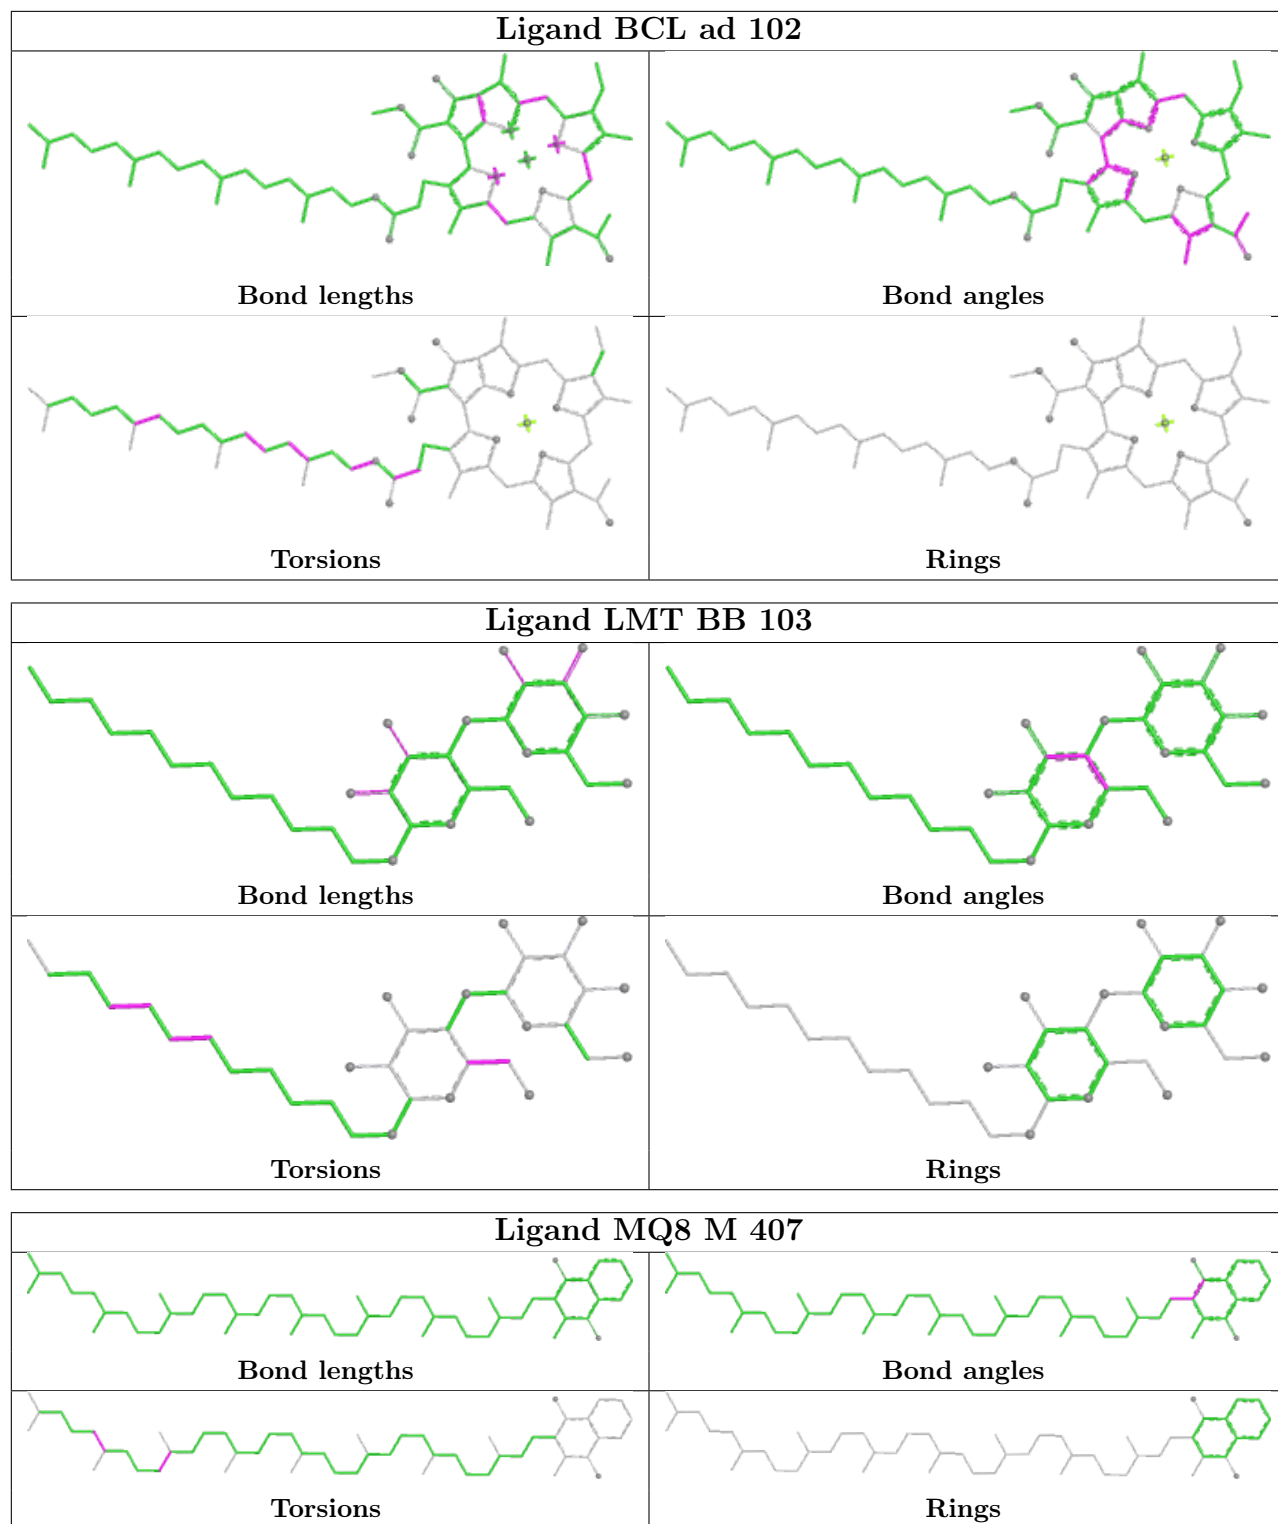 Ligand BCL ad 102
Bond lengths
Bond angles
Torsions
Rings
Ligand LMT BB 103
Bond lengths
Bond angles
Torsions
Rings
Ligand MQ8 M 407
Bond lengths
Bond angles
Torsions
Rings